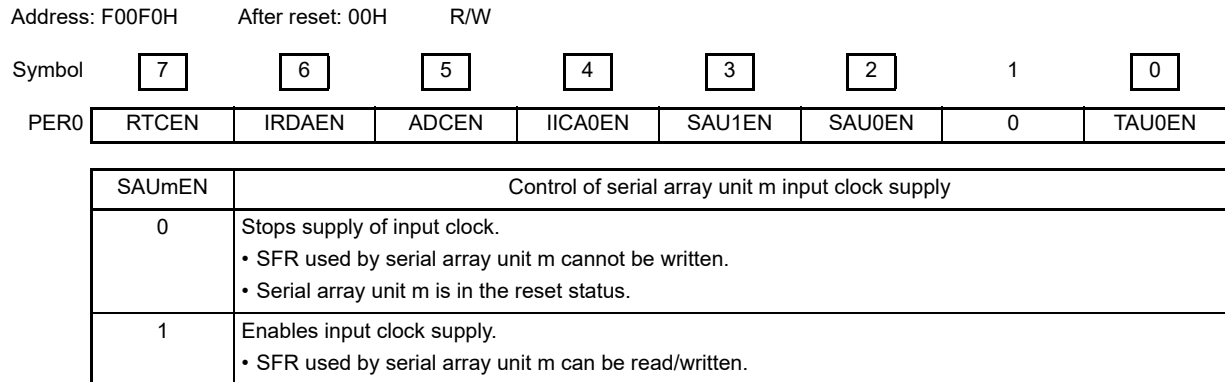 Address: F00F0H After reset: 00H R/W
Symbol 7 6 5 4 3 2 1 0
PER0 RTCEN IRDAEN ADCEN IICA0EN SAU1EN SAU0EN 0 TAU0EN
SAUmEN Control of serial array unit m input clock supply
0 Stops supply of input clock.
• SFR used by serial array unit m cannot be written.
• Serial array unit m is in the reset status.
1 Enables input clock supply.
• SFR used by serial array unit m can be read/written.